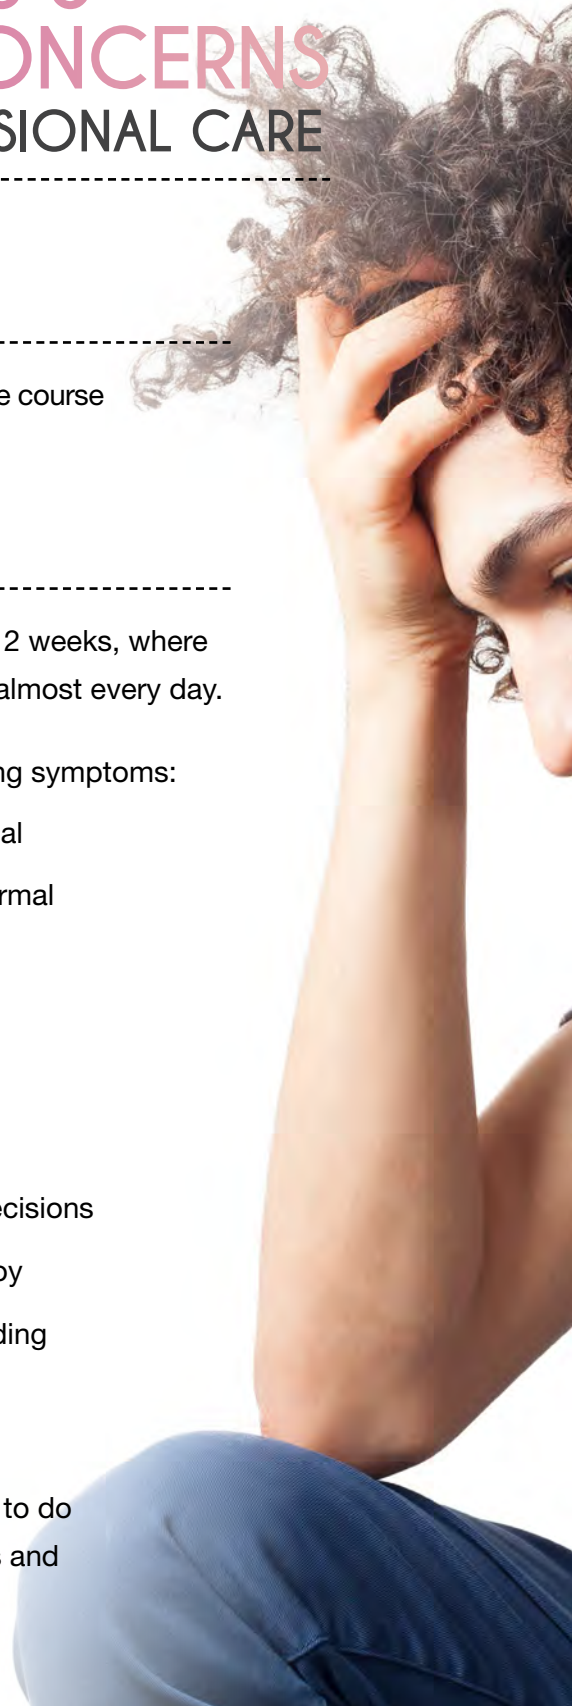 ONCERNS
SIONAL CARE
e course
2 weeks, where
almost every day.
ng symptoms:
al
rmal
ecisions
by
ding
to do
s and